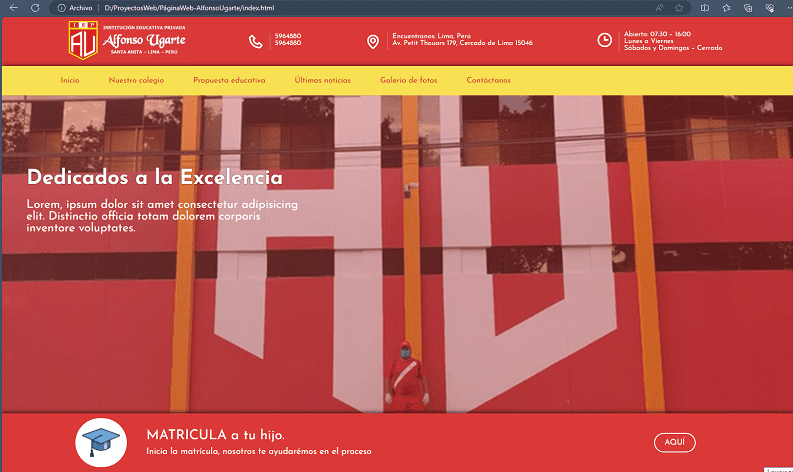 Archivo
D:/ProyectosWeb/PáginaWeb-AlfonsoUgarte/index.html
I E P
AU
INSTITUCIÓN EDUCATIVA PRIVADA
Alfonso Ugarte
SANTA ANITA – LIMA – PERÚ
5964880
5964880
Encuentranos: Lima, Perú
Av. Petit Thouars 179, Cercado de Lima 15046
Abierto: 07:30 - 16:00
Lunes a Viernes
Sábados y Domingos - Cerrado
Inicio
Nuestro colegio
Propuesta educativa
Últimas noticias
Galería de fotos
Contáctanos
AU
Dedicados a la Excelencia
Lorem, ipsum dolor sit amet consectetur adipisicing
elit. Distinctio officia totam dolorem corporis
inventore voluptates.
MATRICULA a tu hijo.
Inicia la matrícula, nosotros te ayudarémos en el proceso
AQUÍ